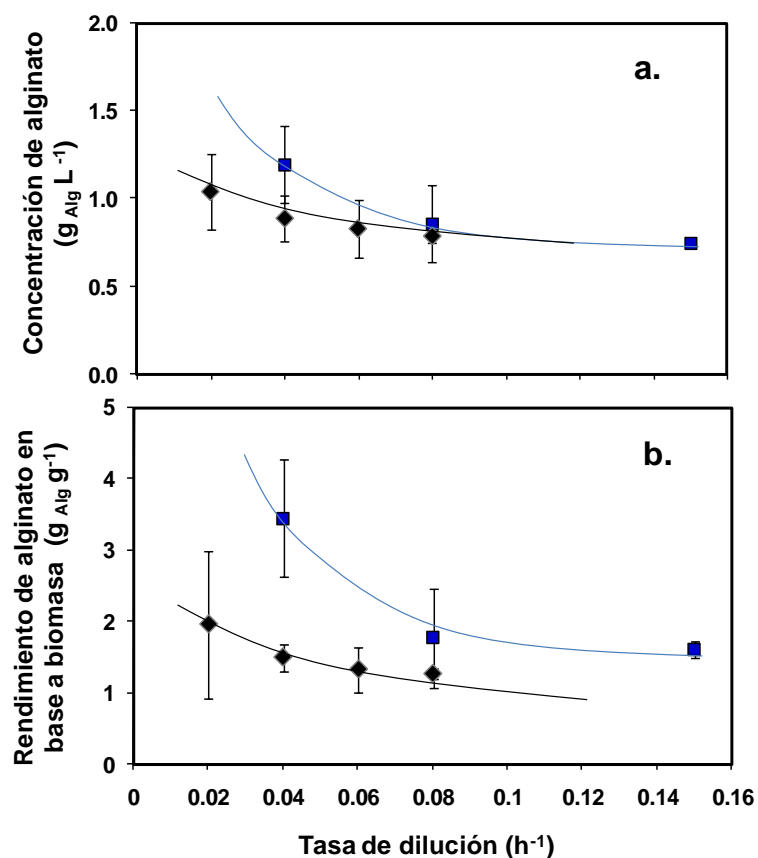 Concentración de alginato
(g Alg L -1)
2.0
1.5
1.0
0.5
0.0
a.
Rendimiento de alginato en
base a biomasa (g Alg g-1)
5
4
3
2
1
0
b.
0 0.02 0.04 0.06 0.08 0.1 0.12 0.14 0.16
Tasa de dilución (h-1)